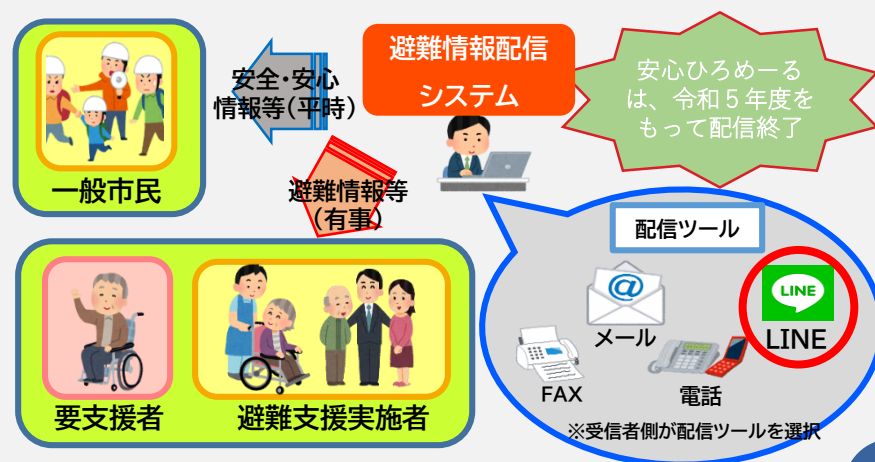 避難情報配信
システム
安心ひろめーる
は、令和５年度を
もって配信終了
安全・安心
情報等(平時)
一般市民
避難情報等
(有事)
配信ツール
@
メール
LINE
LINE
FAX
電話
※受信者側が配信ツールを選択
要支援者
避難支援実施者